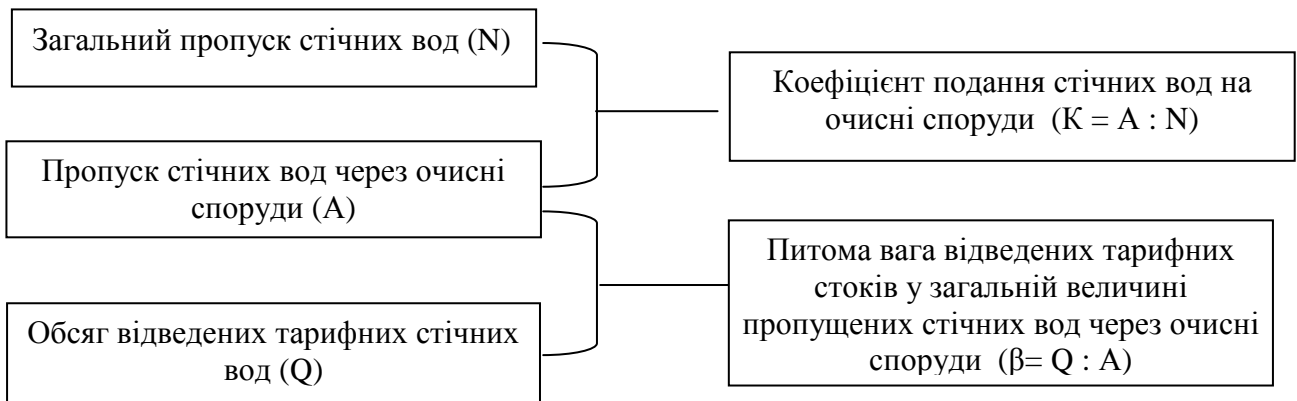 Загальний пропуск стічних вод (N)
Пропуск стічних вод через очисні
споруди (А)
Обсяг відведених тарифних стічних
вод (Q)
Коефіцієнт подання стічних вод на
очисні споруди (К = А : N)
Питома вага відведених тарифних
стоків у загальній величині
пропущених стічних вод через очисні
споруди (β= Q : А)